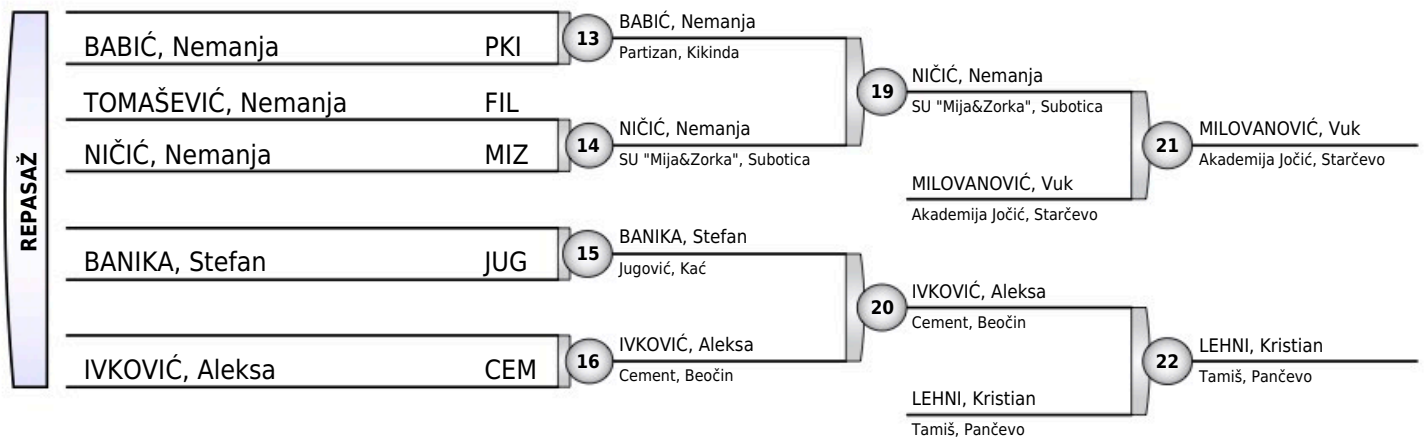 REPASAŽ
BABIĆ, Nemanja PKI
TOMAŠEVIĆ, Nemanja FIL
NIČIĆ, Nemanja MIZ
BANIKA, Stefan JUG
IVKOVIĆ, Aleksa CEM
13
BABIĆ, Nemanja
Partizan, Kikinda
14
NIČIĆ, Nemanja
SU "Mija&Zorka", Subotica
15
BANIKA, Stefan
Jugović, Kać
16
IVKOVIĆ, Aleksa
Cement, Beočin
19
NIČIĆ, Nemanja
SU "Mija&Zorka", Subotica
MILOVANOVIĆ, Vuk
Akademija Jočić, Starčevo
20
IVKOVIĆ, Aleksa
Cement, Beočin
LEHNI, Kristian
Tamiš, Pančevo
21
MILOVANOVIĆ, Vuk
Akademija Jočić, Starčevo
22
LEHNI, Kristian
Tamiš, Pančevo